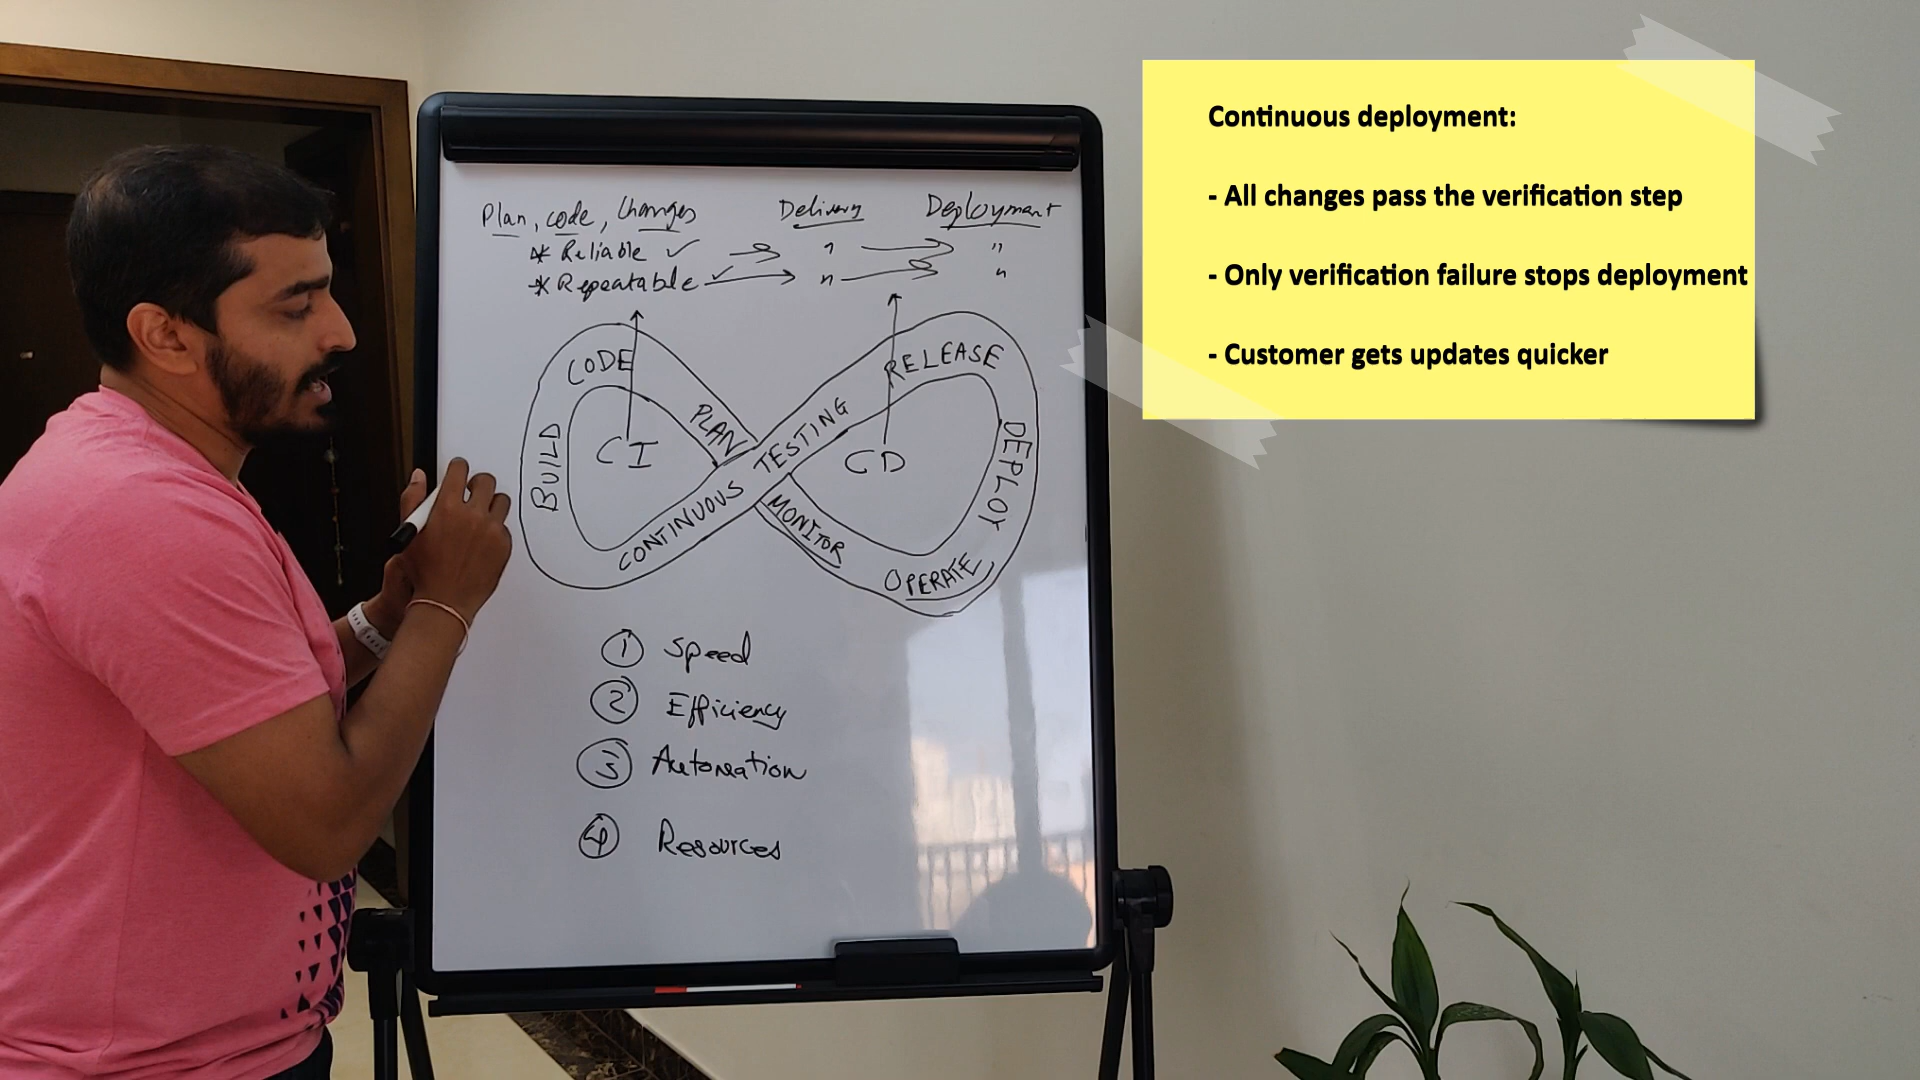 Plan, code, Changes Delivery Deployment
* Reliable ✓ " "
* Repeatable ✓ " "
CODE
PLAN
BUILD
CI
CONTINUOUS TESTING
RELEASE
CD
DEPLOY
MONITOR
OPERATE
1 Speed
2 Efficiency
3 Automation
4 Resources
Continuous deployment:
- All changes pass the verification step
- Only verification failure stops deployment
- Customer gets updates quicker